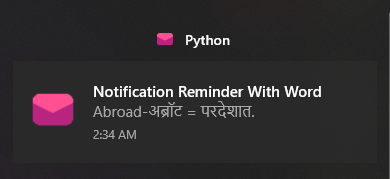 Python
Notification Reminder With Word
Abroad-अब्रॉट = परदेशात.
2:34 AM